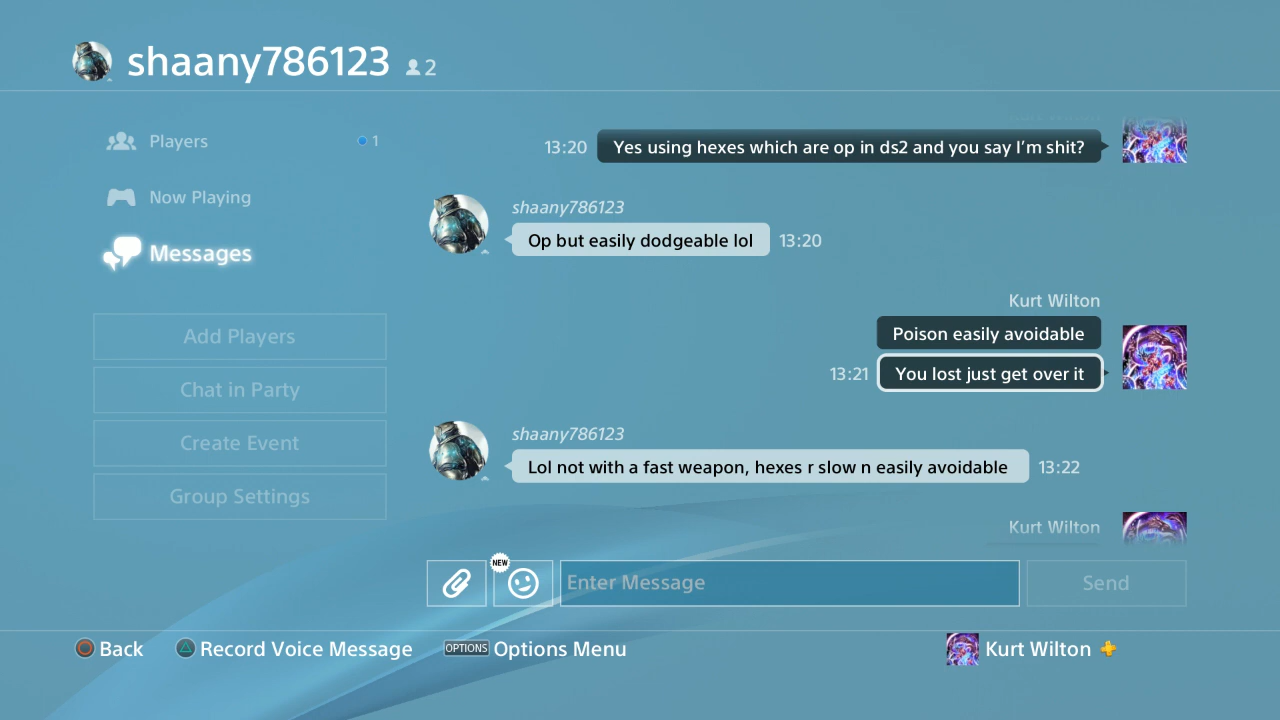 shaany786123 2
Players 1
Now Playing
Messages
Add Players
Chat in Party
Create Event
Group Settings
13:20 Yes using hexes which are op in ds2 and you say I'm shit?
shaany786123
Op but easily dodgeable lol 13:20
Kurt Wilton
Poison easily avoidable
13:21 You lost just get over it
shaany786123
Lol not with a fast weapon, hexes r slow n easily avoidable 13:22
Kurt Wilton
NEW
Enter Message
Send
Back
Record Voice Message
OPTIONS Options Menu
Kurt Wilton